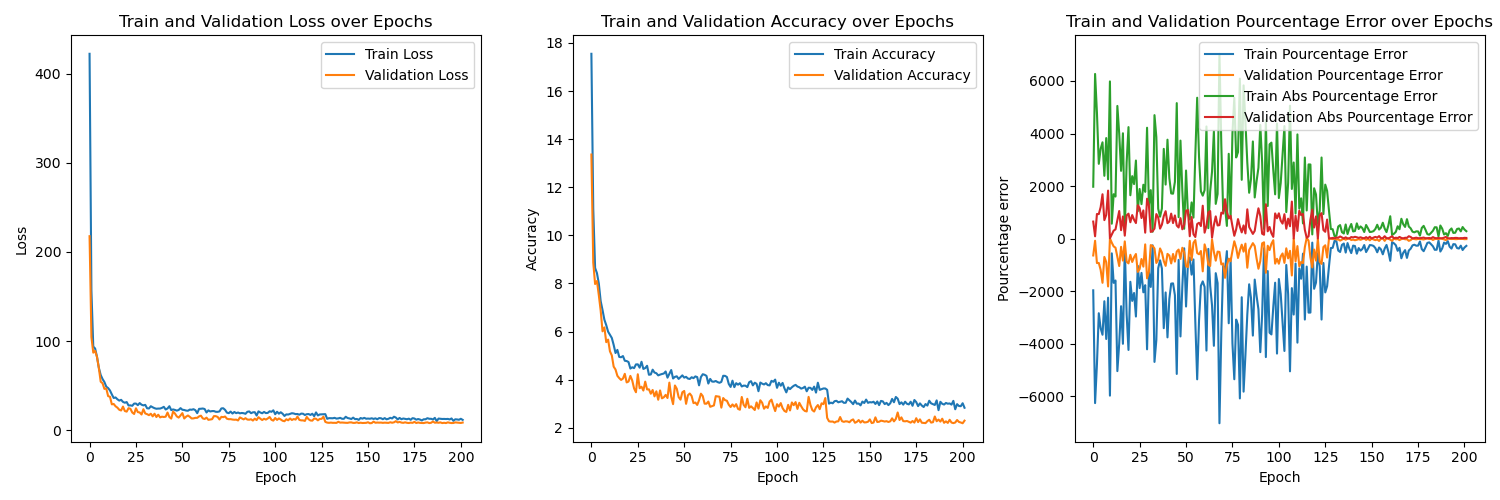 Train and Validation Loss over Epochs
Train Loss
Validation Loss
400
300
200
100
0
Loss
0 25 50 75 100 125 150 175 200
Epoch
Train and Validation Accuracy over Epochs
Train Accuracy
Validation Accuracy
18
16
14
12
10
8
6
4
2
Accuracy
0 25 50 75 100 125 150 175 200
Epoch
Train and Validation Pourcentage Error over Epochs
Train Pourcentage Error
Validation Pourcentage Error
Train Abs Pourcentage Error
Validation Abs Pourcentage Error
6000
4000
2000
0
−2000
−4000
−6000
Pourcentage error
0 25 50 75 100 125 150 175 200
Epoch